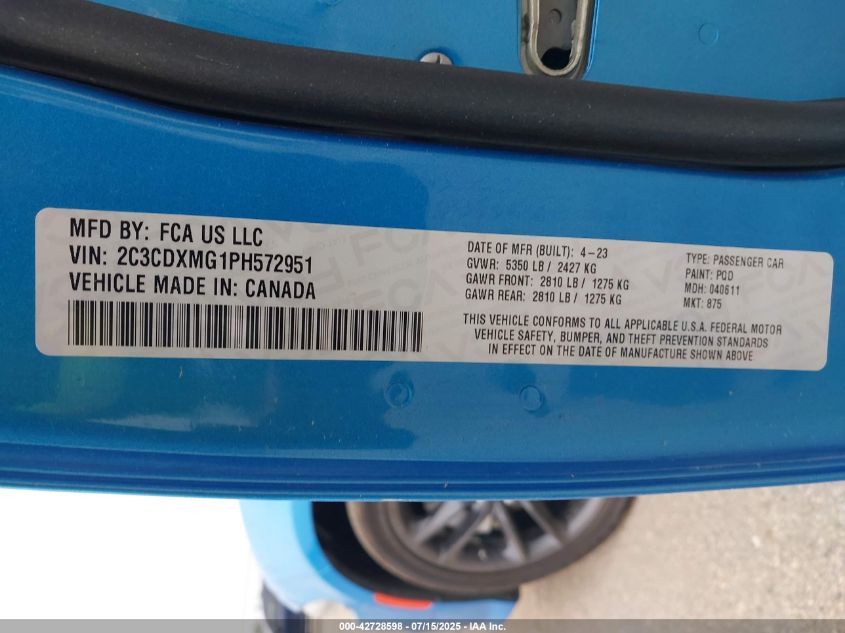 MFD BY: FCA US LLC
VIN: 2C3CDXMG1PH572951
VEHICLE MADE IN: CANADA
DATE OF MFR (BUILT): 4-23
GVWR: 5350 LB / 2427 KG
GAWR FRONT: 2810 LB / 1275 KG
GAWR REAR: 2810 LB / 1275 KG
TYPE: PASSENGER CAR
PAINT: PQD
MDH: 040611
MKT: 875
THIS VEHICLE CONFORMS TO ALL APPLICABLE U.S.A. FEDERAL MOTOR
VEHICLE SAFETY, BUMPER, AND THEFT PREVENTION STANDARDS
IN EFFECT ON THE DATE OF MANUFACTURE SHOWN ABOVE
000-42728598 - 07/15/2025 - IAA Inc.